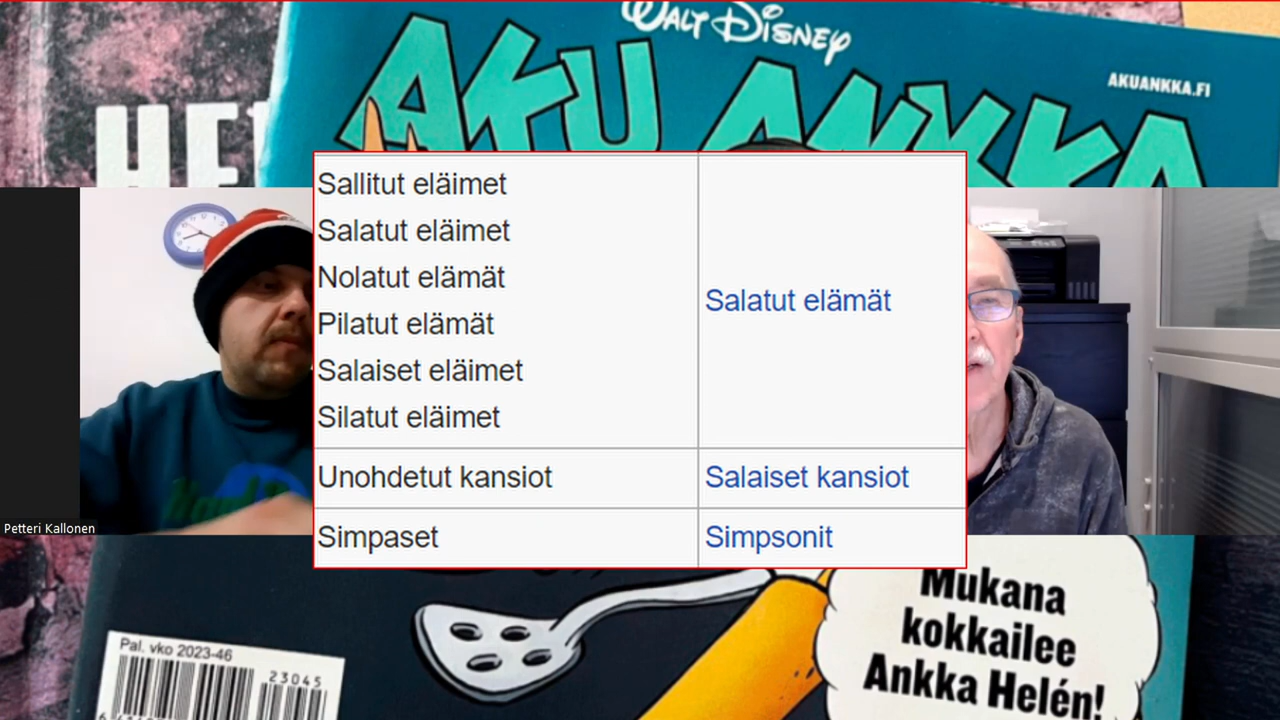 WALT DISNEY
AKU ANKKA
AKUANKKA.FI
HE
Sallitut eläimet
Salatut eläimet
Nolatut elämät
Pilatut elämät
Salaiset eläimet
Silatut eläimet
Salatut elämät
Unohdetut kansiot
Salaiset kansiot
Simpaset
Simpsonit
Petteri Kallonen
Mukana
kokkailee
Ankka Helén!
Pal. vko 2023-46
23045